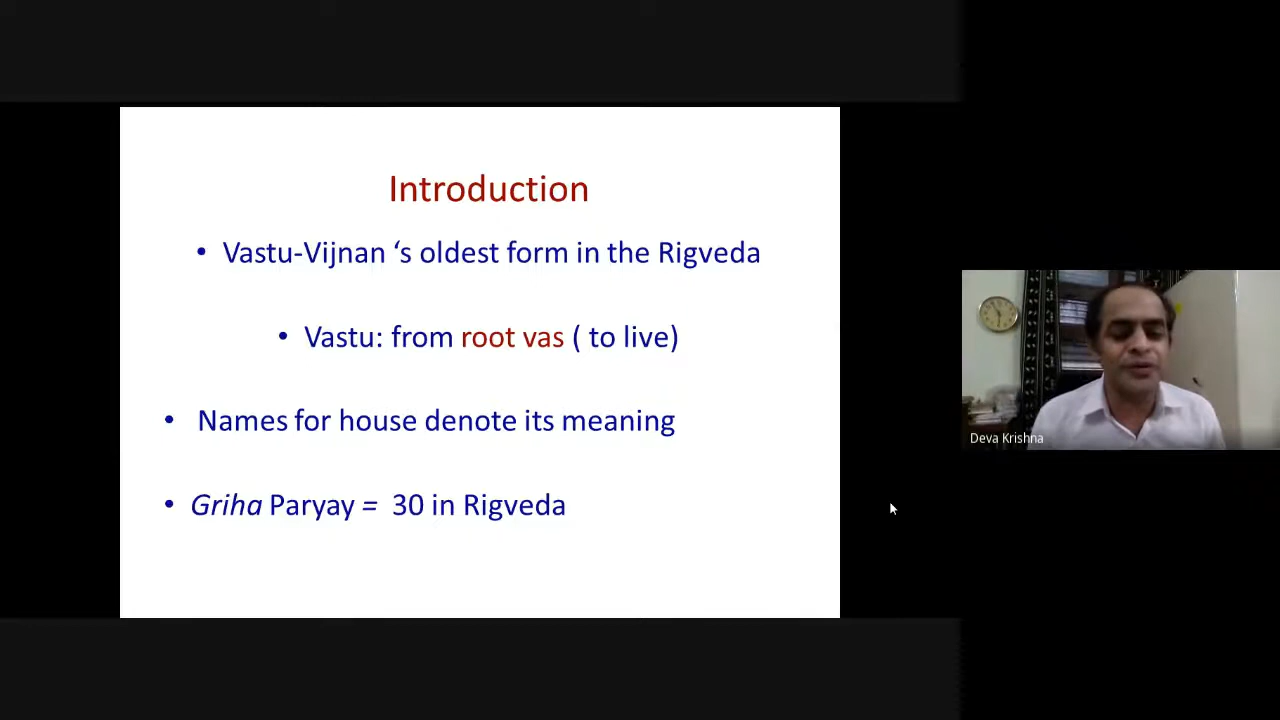 Introduction
• Vastu-Vijnan ‘s oldest form in the Rigveda
• Vastu: from root vas ( to live)
• Names for house denote its meaning
• Griha Paryay = 30 in Rigveda
Deva Krishna